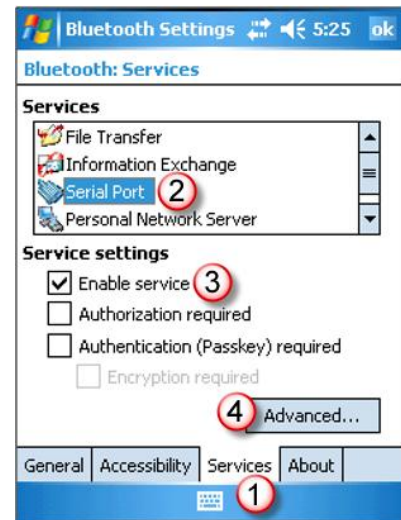 Bluetooth Settings 5:25 ok
Bluetooth: Services
Services
File Transfer
Information Exchange
Serial Port 2
Personal Network Server
Service settings
Enable service 3
Authorization required
Authentication (Passkey) required
Encryption required
4 Advanced...
General Accessibility Services About
1